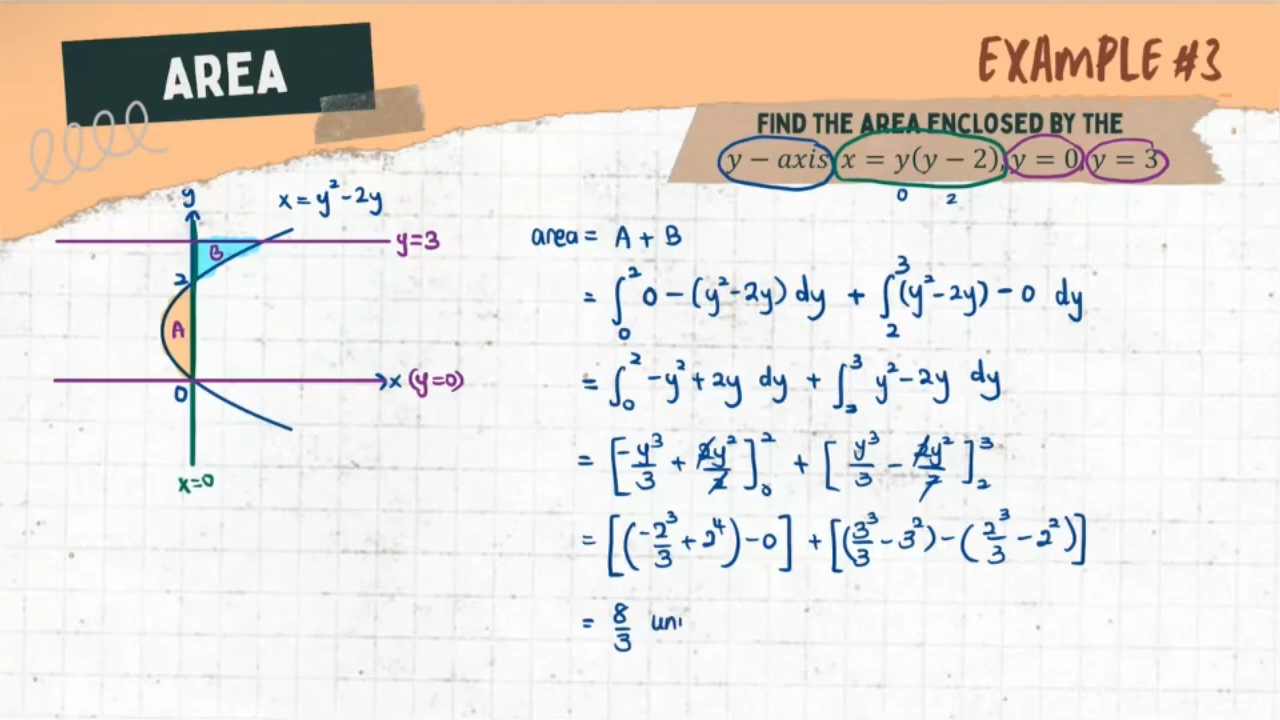 AREA
EXAMPLE #3
FIND THE AREA ENCLOSED BY THE
y − axis, x = y(y − 2), y = 0, y = 3
0 2
y
x = y² - 2y
y=3
B
2
A
x (y=0)
0
x=0
area = A + B
= ∫₀² 0 - (y² - 2y) dy + ∫₂³ (y² - 2y) - 0 dy
= ∫₀² -y² + 2y dy + ∫₂³ y² - 2y dy
= [-y³/3 + 2y²/2]₀² + [y³/3 - 2y²/2]₂³
= [(-2³/3 + 2⁴) - 0] + [(3³/3 - 3²) - (2³/3 - 2²)]
= 8/3 uni